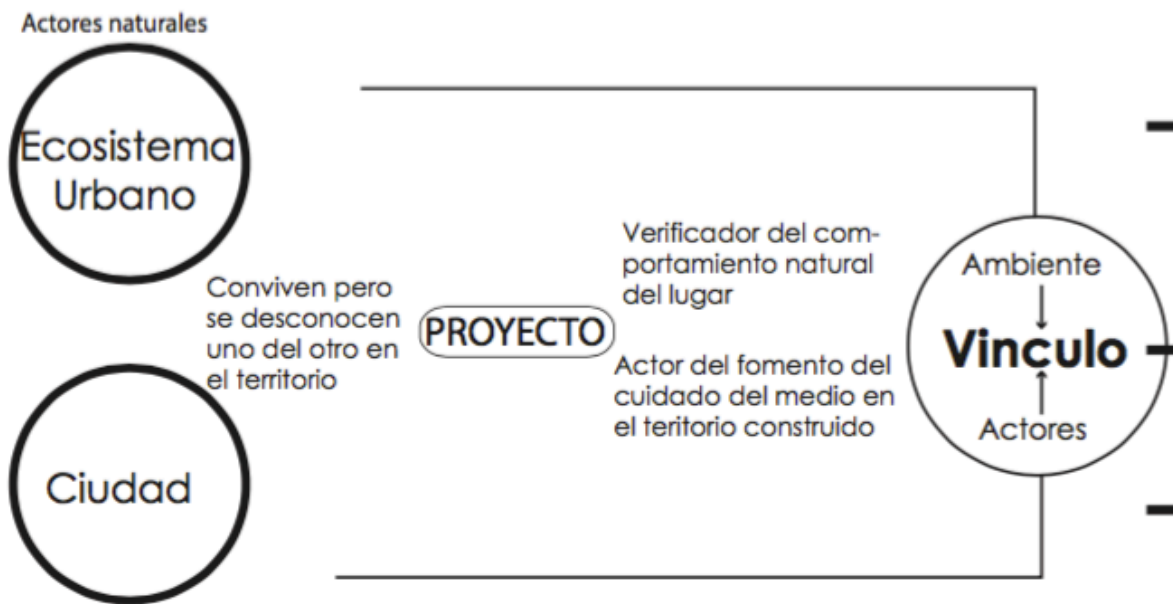 Actores naturales
Ecosistema
Urbano
Conviven pero
se desconocen
uno del otro en
el territorio
Ciudad
PROYECTO
Verificador del com-
portamiento natural
del lugar
Actor del fomento del
cuidado del medio en
el teritorio construido
Ambiente
Vinculo
Actores